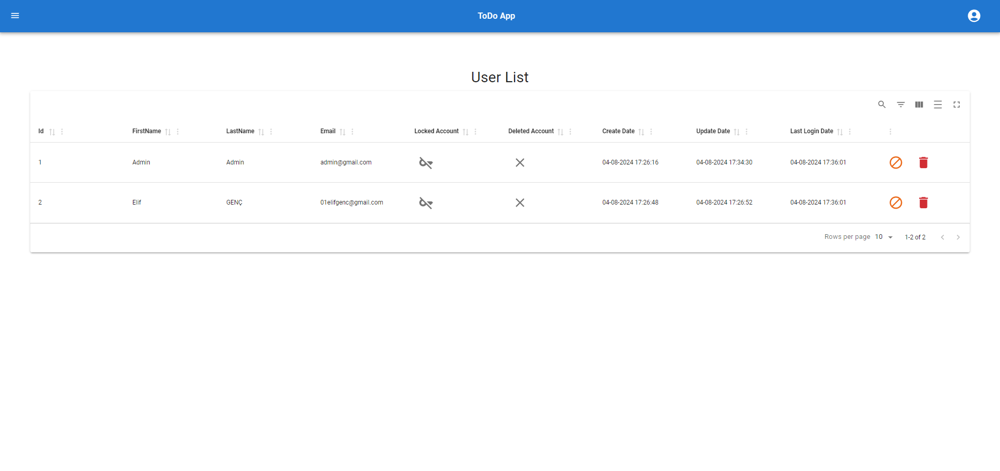 ToDo App
User List
Id FirstName LastName Email Locked Account Deleted Account Create Date Update Date Last Login Date
1 Admin Admin admin@gmail.com 04-08-2024 17:26:16 04-08-2024 17:34:30 04-08-2024 17:36:01
2 Elif GENÇ 01elifgenc@gmail.com 04-08-2024 17:26:48 04-08-2024 17:26:52 04-08-2024 17:36:01
Rows per page 10 1-2 of 2